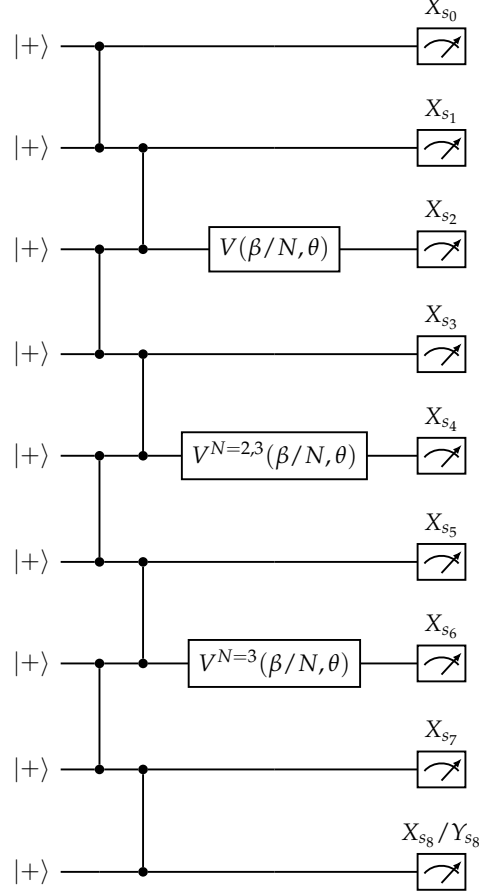 X_{s_0}
|+⟩
X_{s_1}
|+⟩
X_{s_2}
|+⟩ V(β/N, θ)
X_{s_3}
|+⟩
X_{s_4}
|+⟩ V^{N=2,3}(β/N, θ)
X_{s_5}
|+⟩
X_{s_6}
|+⟩ V^{N=3}(β/N, θ)
X_{s_7}
|+⟩
X_{s_8}/Y_{s_8}
|+⟩